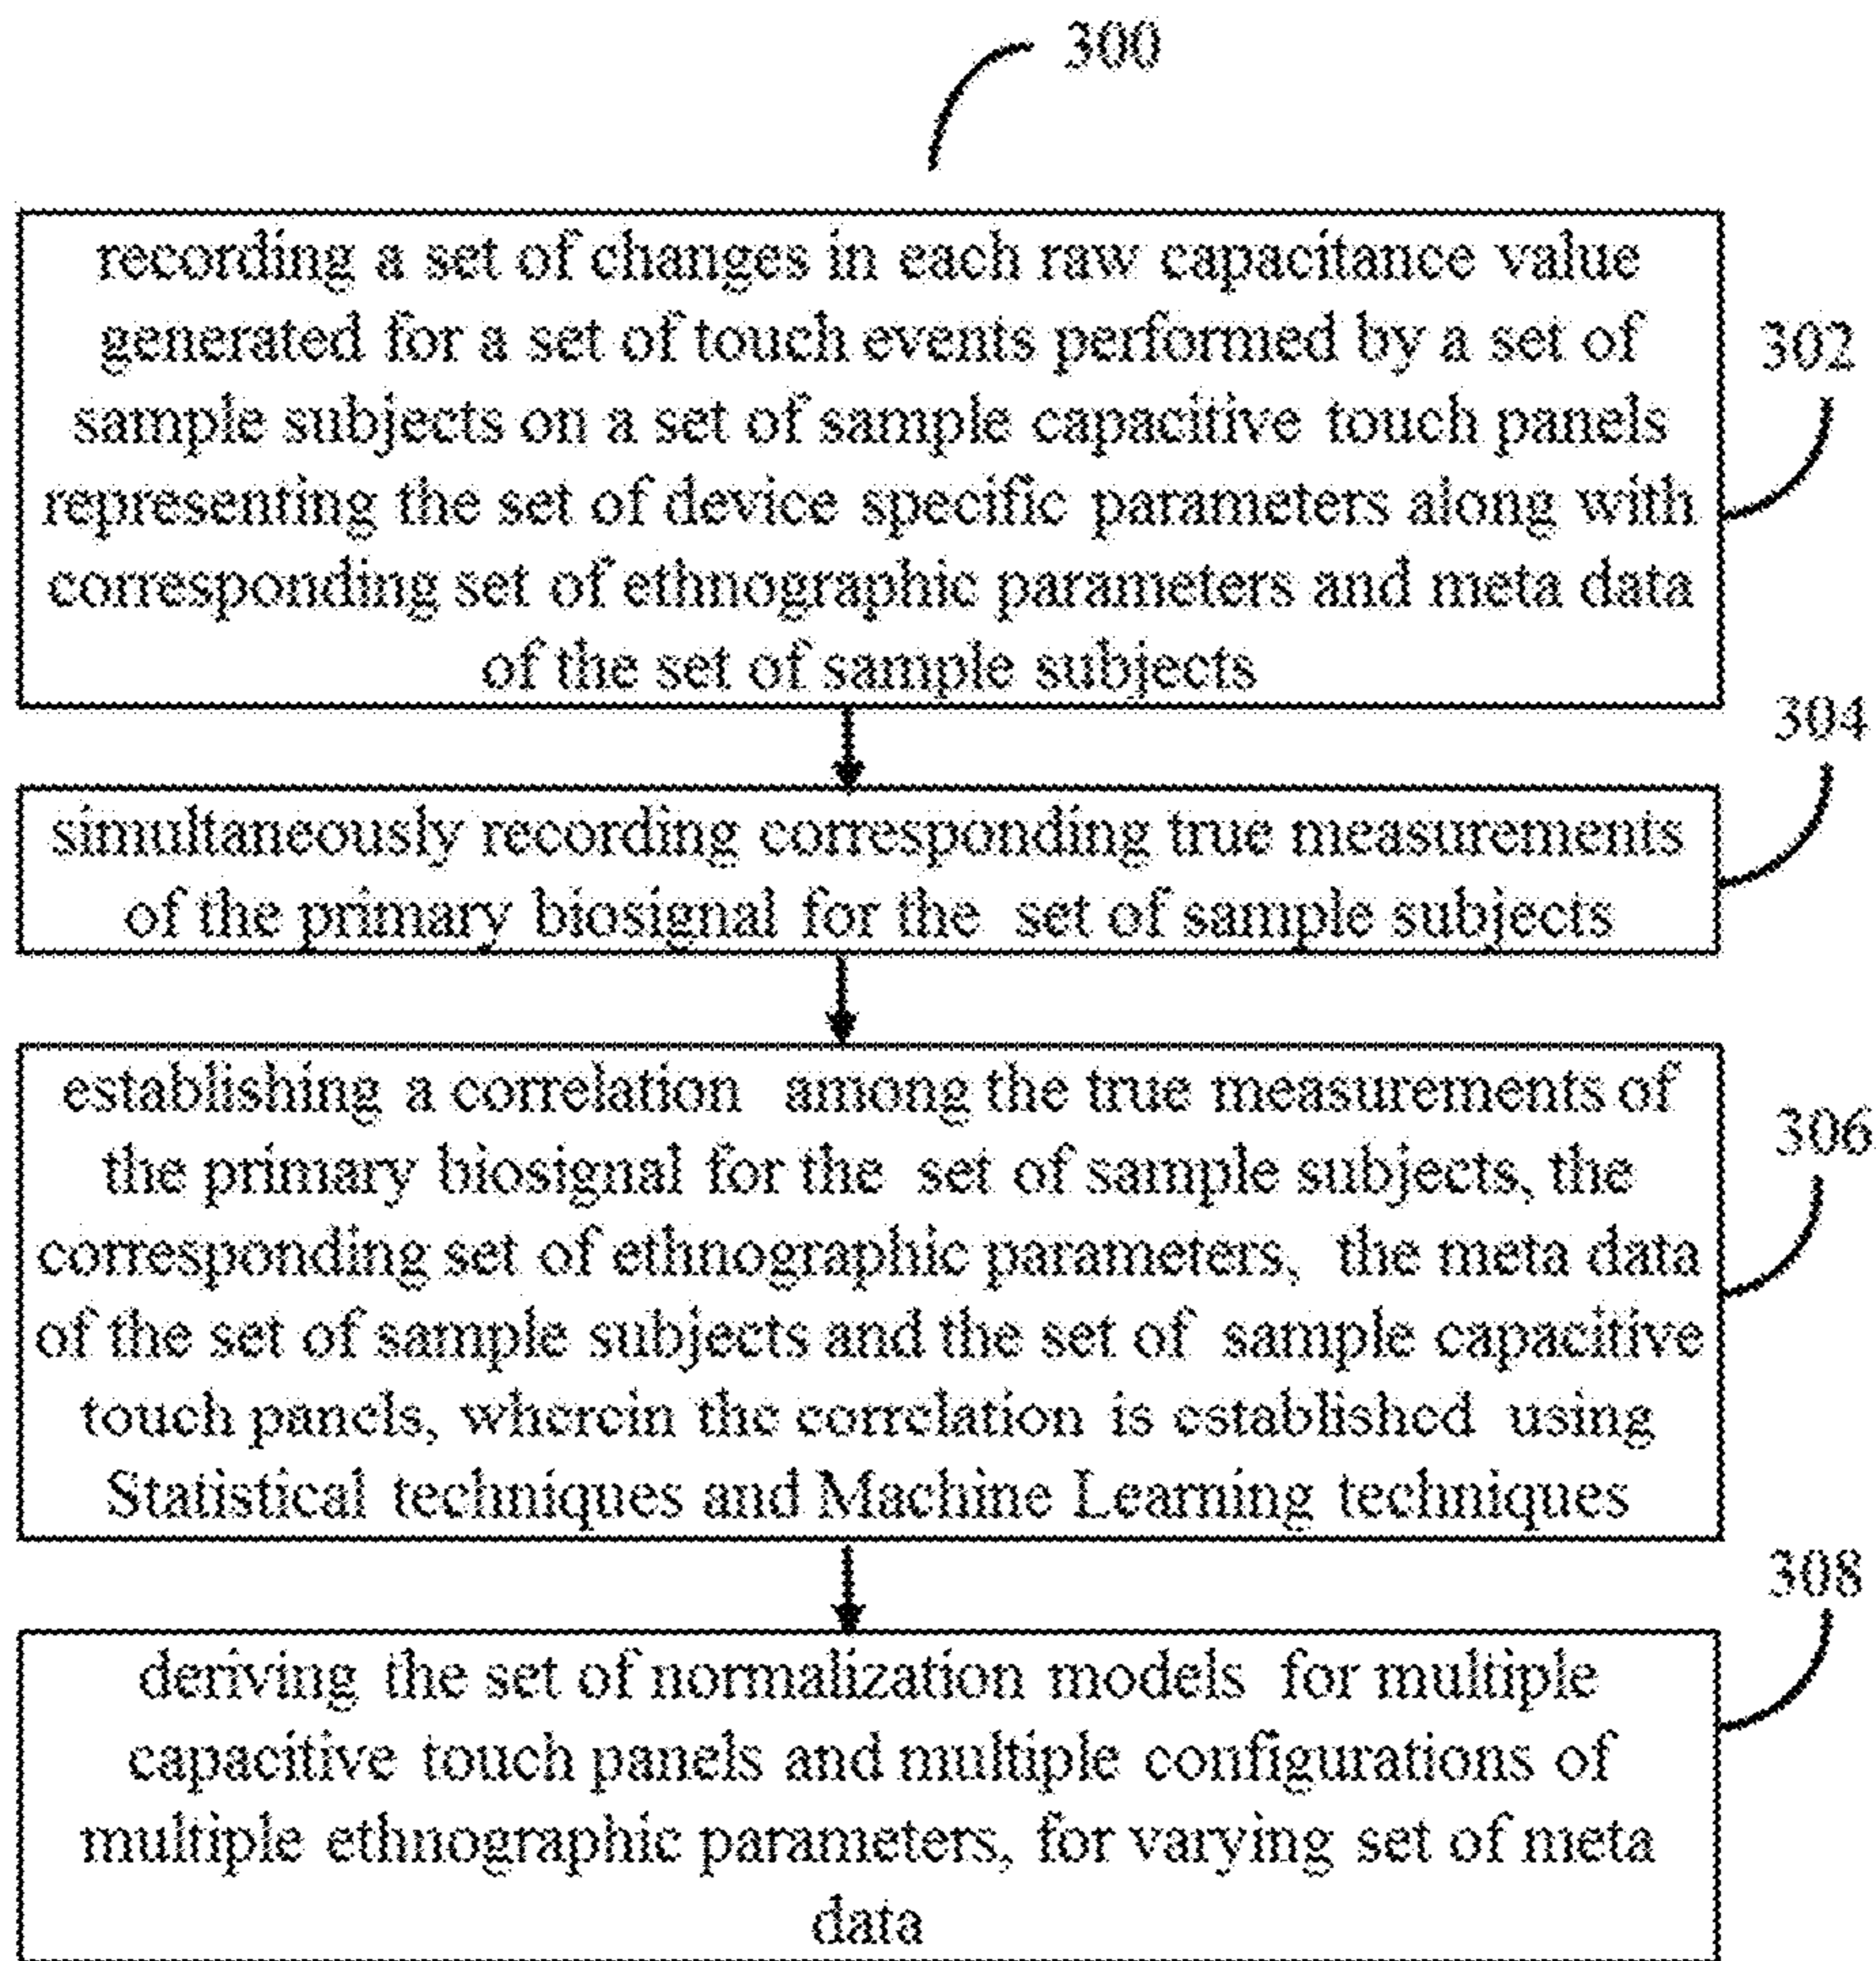 300
recording a set of changes in each raw capacitance value
generated for a set of touch events performed by a set of
sample subjects on a set of sample capacitive touch panels
representing the set of device specific parameters along with
corresponding set of ethnographic parameters and meta data
of the set of sample subjects
302
304
simultaneously recording corresponding true measurements
of the primary biosignal for the set of sample subjects
establishing a correlation among the true measurements of
the primary biosignal for the set of sample subjects, the
corresponding set of ethnographic parameters, the meta data
of the set of sample subjects and the set of sample capacitive
touch panels, wherein the correlation is established using
Statistical techniques and Machine Learning techniques
306
308
deriving the set of normalization models for multiple
capacitive touch panels and multiple configurations of
multiple ethnographic parameters, for varying set of meta
data